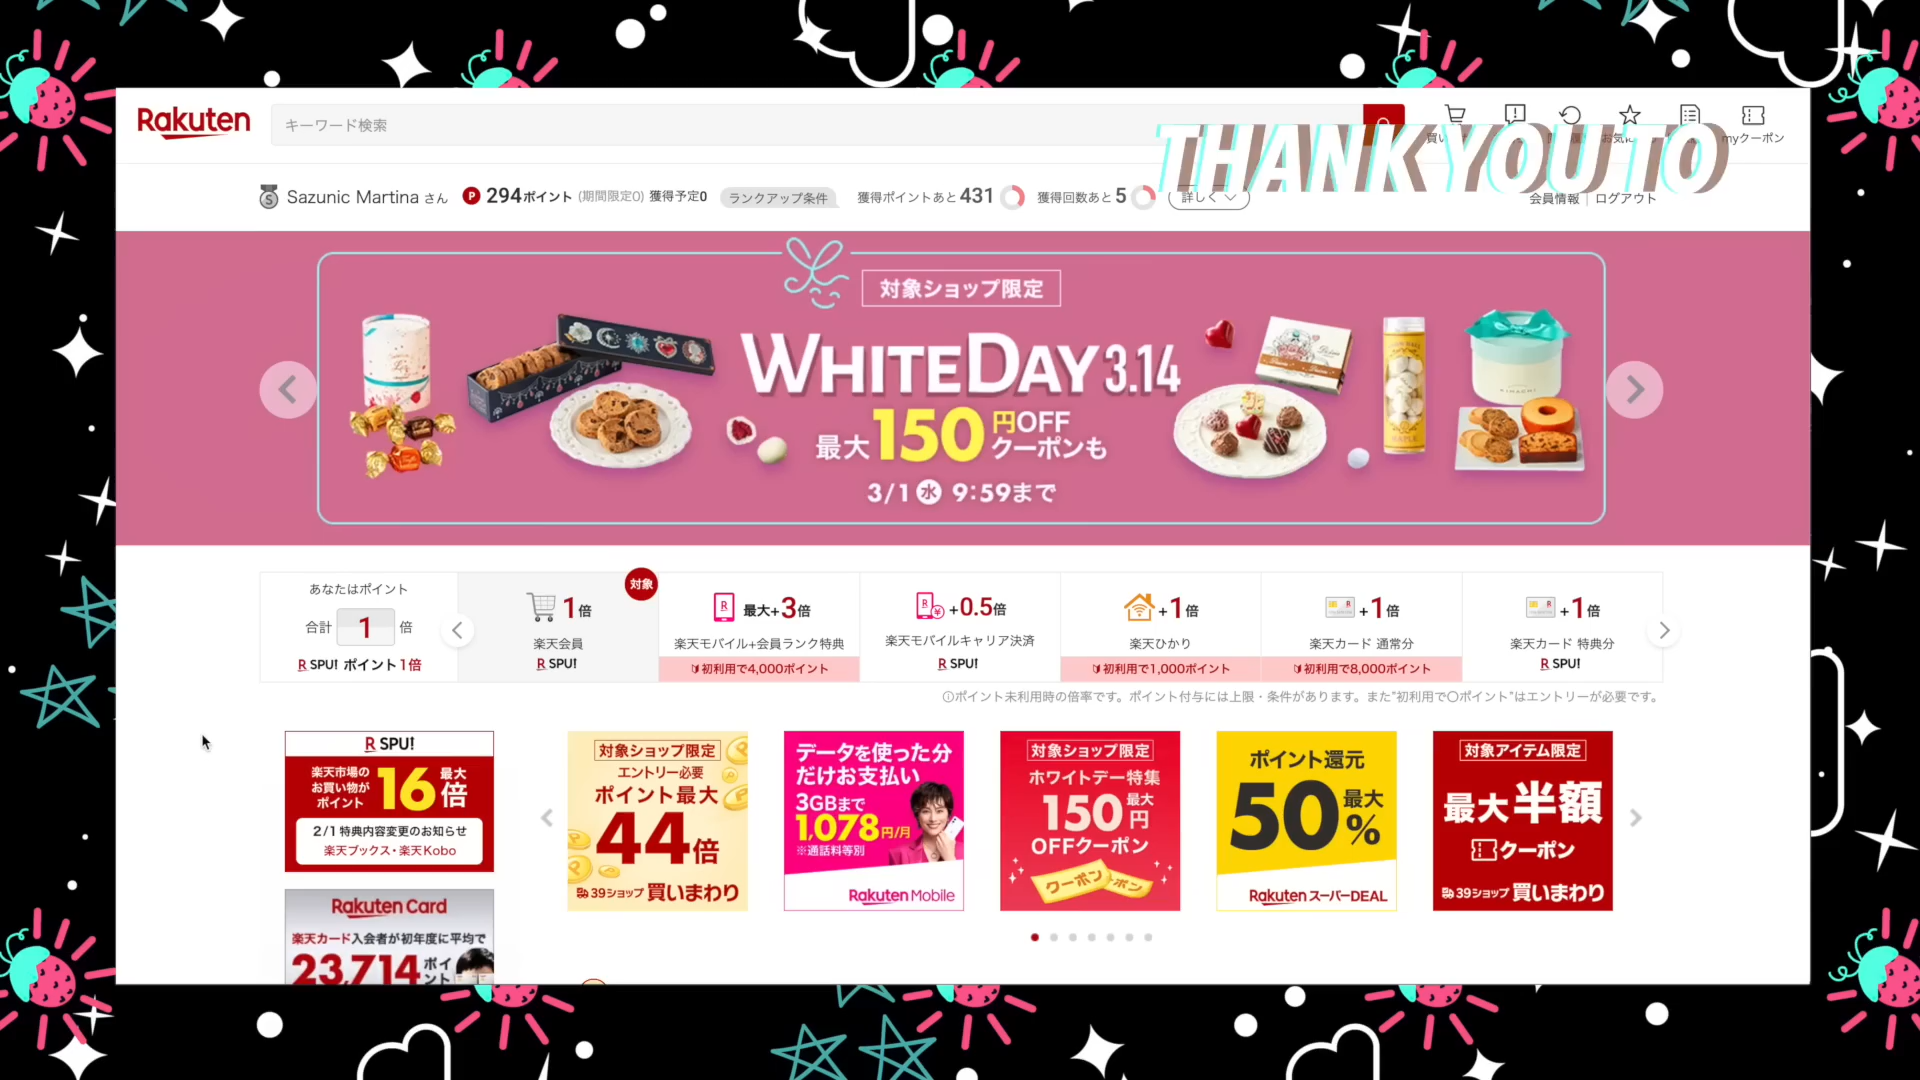 Rakuten
キーワード検索
myクーポン
THANK YOU TO
Sazunic Martina さん
294ポイント (期間限定0) 獲得予定0
ランクアップ条件
獲得ポイントあと431
獲得回数あと5
詳しく
会員情報
ログアウト
対象ショップ限定
WHITEDAY 3.14
最大150円OFFクーポンも
3/1 水 9:59まで
あなたはポイント
合計 1 倍
R SPU! ポイント1倍
対象
1倍
楽天会員
R SPU!
最大+3倍
楽天モバイル+会員ランク特典
初利用で4,000ポイント
+0.5倍
楽天モバイルキャリア決済
R SPU!
+1倍
楽天ひかり
初利用で1,000ポイント
+1倍
楽天カード 通常分
初利用で8,000ポイント
+1倍
楽天カード 特典分
R SPU!
ポイント未利用時の倍率です。ポイント付与には上限・条件があります。また"初利用で〇ポイント"はエントリーが必要です。
R SPU!
楽天市場の
お買い物が
ポイント
16倍
最大
2/1 特典内容変更のお知らせ
楽天ブックス・楽天Kobo
Rakuten Card
楽天カード入会者が初年度に平均で
23,714ポイント
対象ショップ限定
エントリー必要
ポイント最大
44倍
39ショップ 買いまわり
データを使った分
だけお支払い
3GBまで
1,078円/月
※通話料等別
Rakuten Mobile
対象ショップ限定
ホワイトデー特集
150円
最大
OFFクーポン
クーポン
ポン
ポイント還元
50%
最大
Rakuten スーパーDEAL
対象アイテム限定
最大半額
クーポン
39ショップ 買いまわり